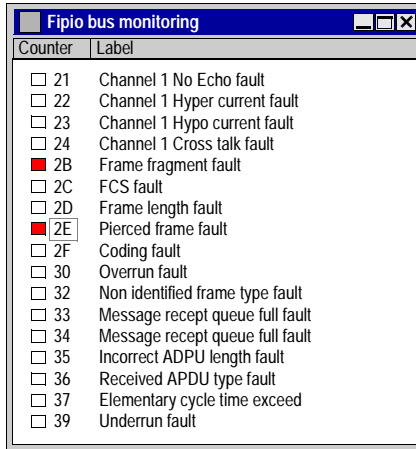 Fipio bus monitoring
Counter Label
21 Channel 1 No Echo fault
22 Channel 1 Hyper current fault
23 Channel 1 Hypo current fault
24 Channel 1 Cross talk fault
2B Frame fragment fault
2C FCS fault
2D Frame length fault
2E Pierced frame fault
2F Coding fault
30 Overrun fault
32 Non identified frame type fault
33 Message recept queue full fault
34 Message recept queue full fault
35 Incorrect ADPU length fault
36 Received APDU type fault
37 Elementary cycle time exceed
39 Underrun fault